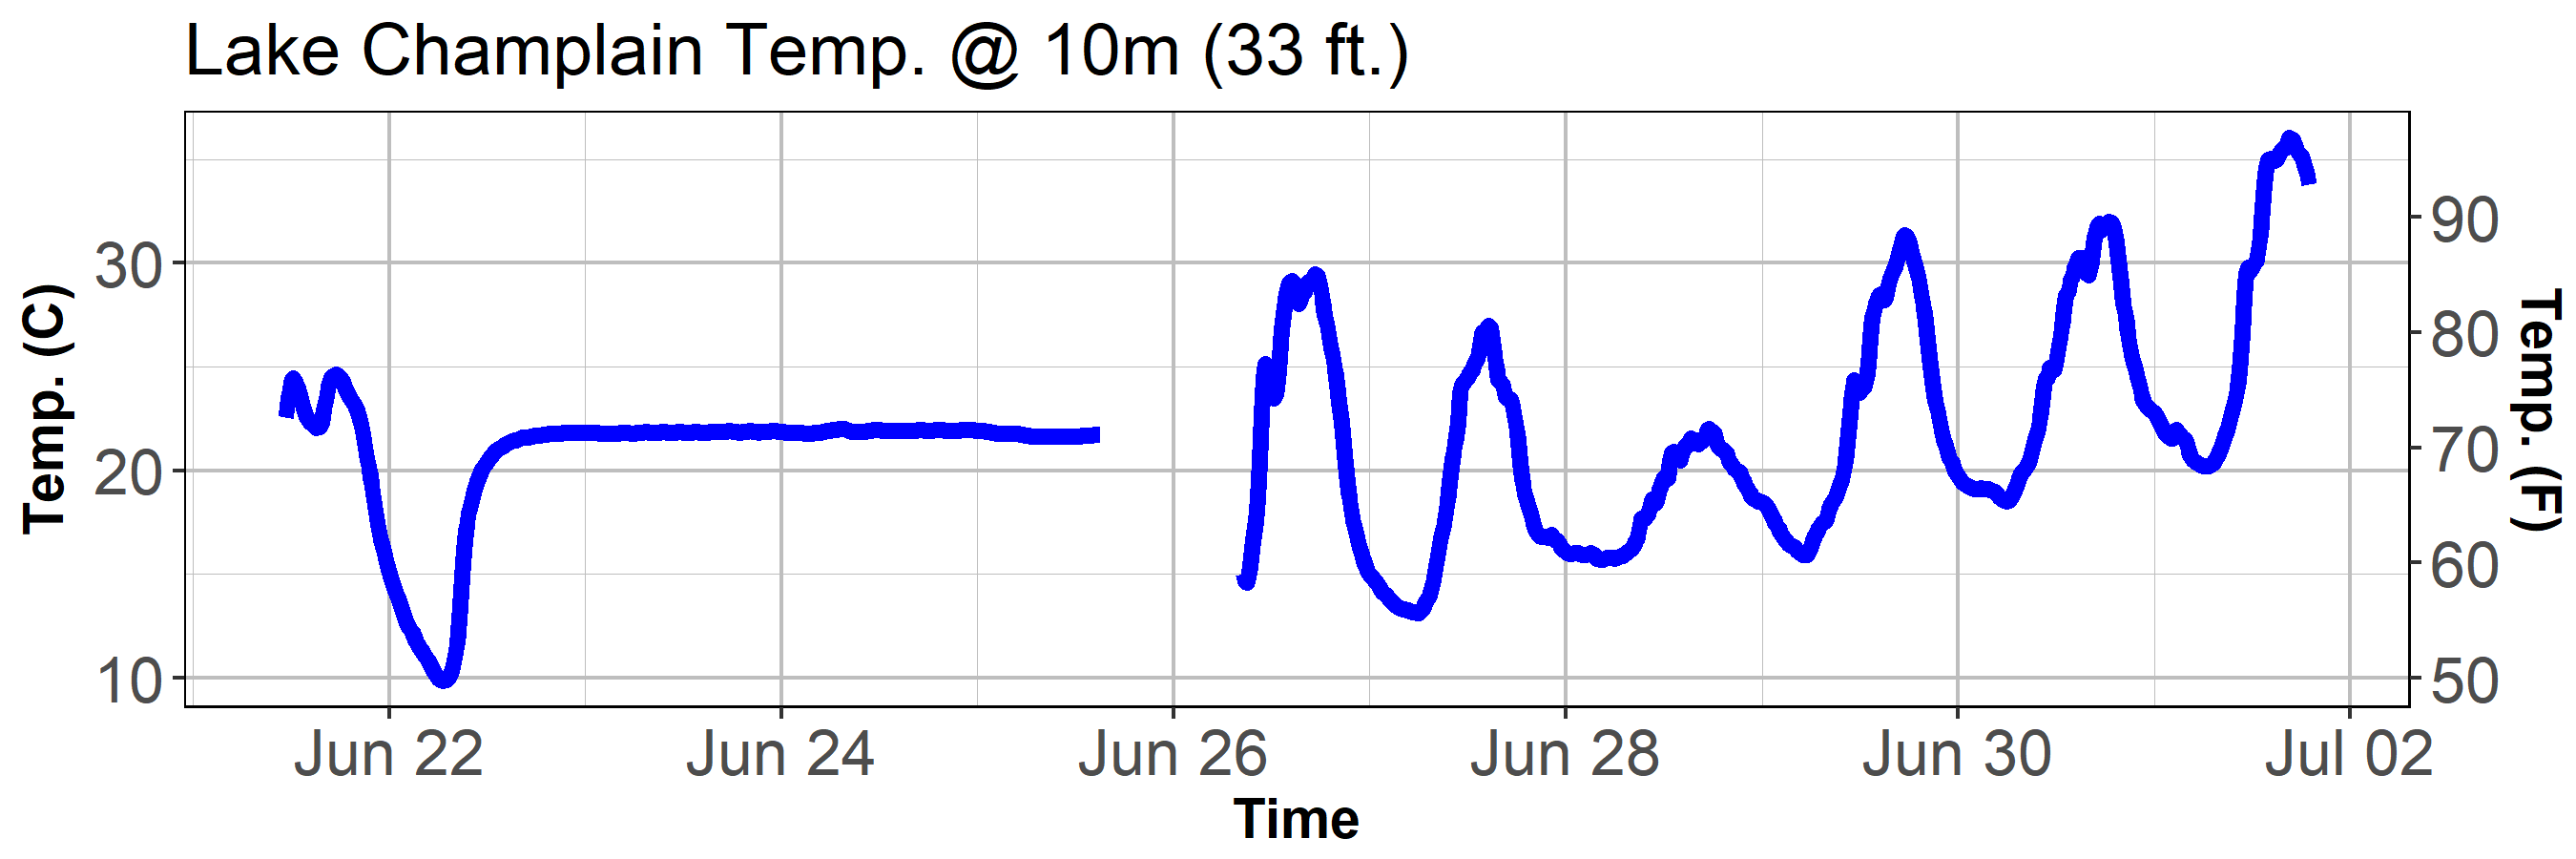 Lake Champlain Temp. @ 10m (33 ft.)
Temp. (C)
30
20
10
90
80
70
60
50
Temp. (F)
Jun 22 Jun 24 Jun 26 Jun 28 Jun 30 Jul 02
Time